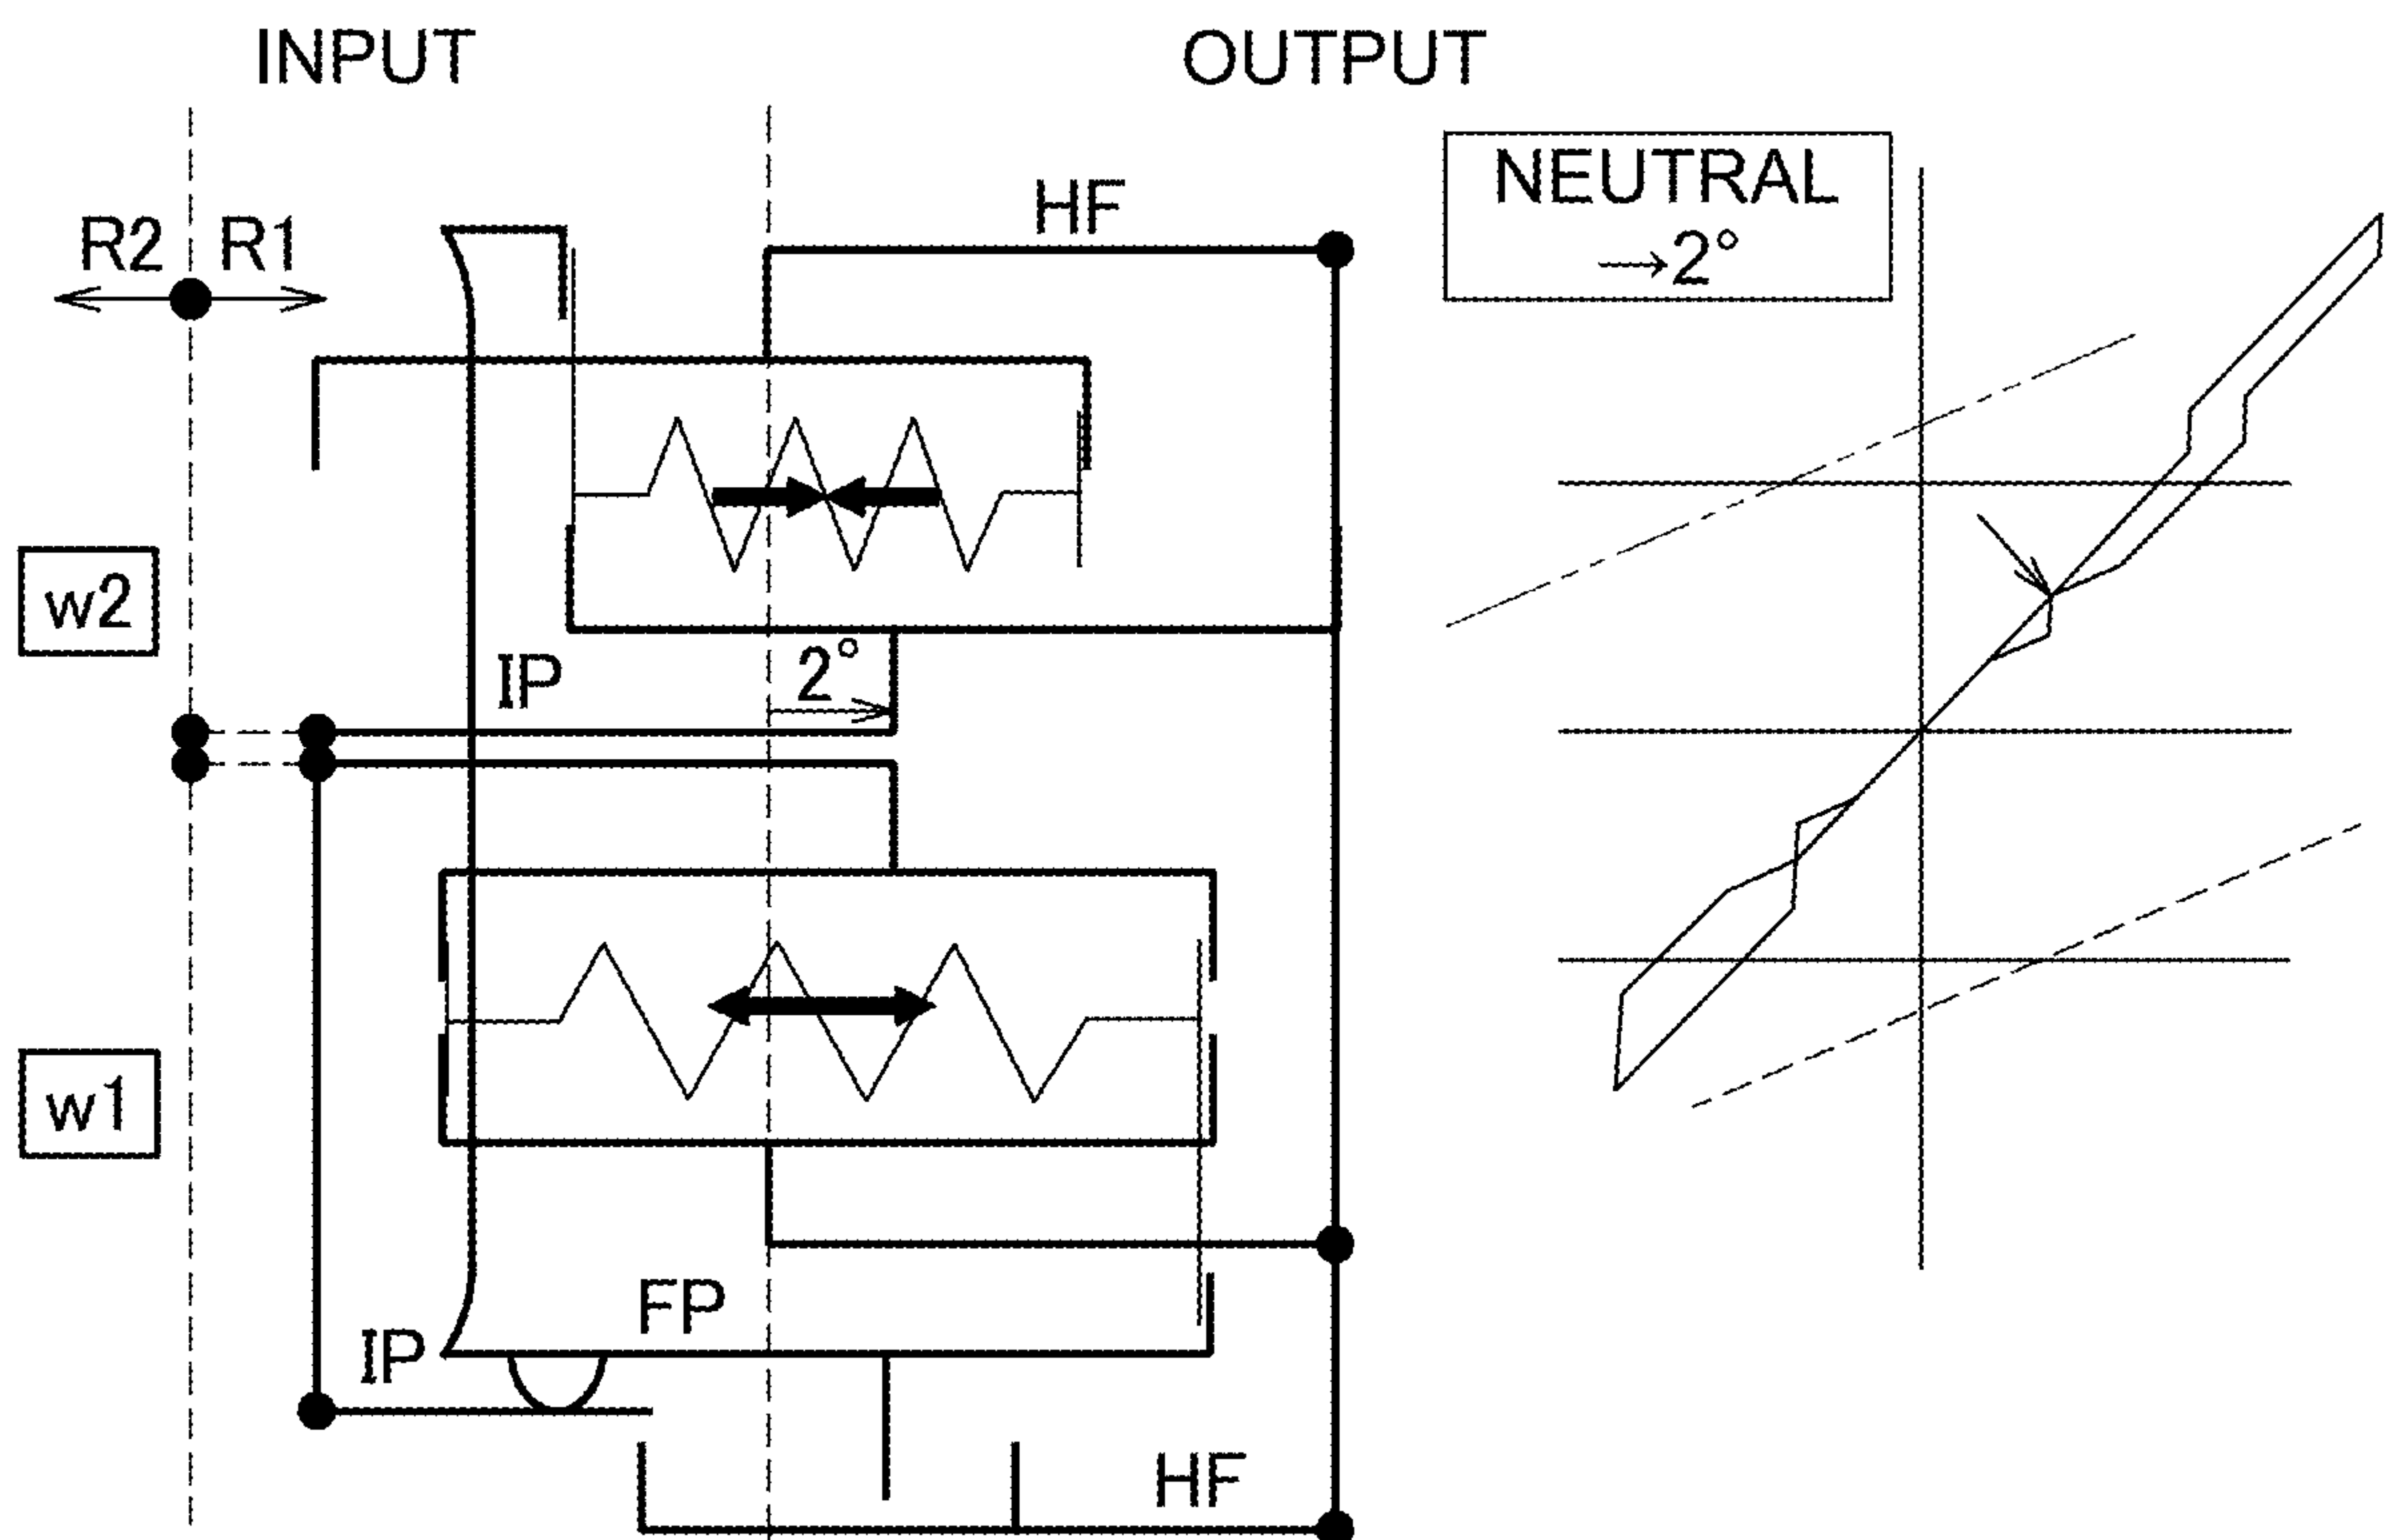 INPUT
OUTPUT
NEUTRAL
→2°
HF
R2 R1
w2
IP
2°
w1
FP
IP
HF